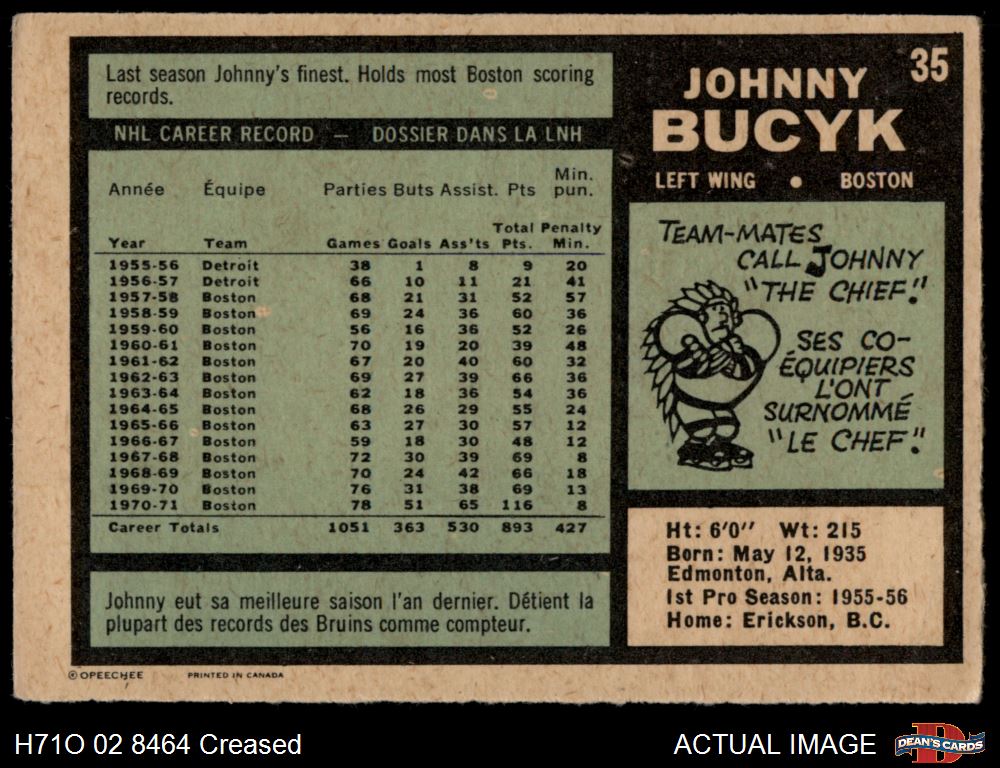 Last season Johnny's finest. Holds most Boston scoring
records.
NHL CAREER RECORD — DOSSIER DANS LA LNH
Année Équipe Parties Buts Assist. Pts Min. pun.
Year Team Games Goals Ass'ts Total Pts. Penalty Min.
1955-56 Detroit 38 1 8 9 20
1956-57 Detroit 66 10 11 21 41
1957-58 Boston 68 21 31 52 57
1958-59 Boston 69 24 36 60 36
1959-60 Boston 56 16 36 52 26
1960-61 Boston 70 19 20 39 48
1961-62 Boston 67 20 40 60 32
1962-63 Boston 69 27 39 66 36
1963-64 Boston 62 18 36 54 36
1964-65 Boston 68 26 29 55 24
1965-66 Boston 63 27 30 57 12
1966-67 Boston 59 18 30 48 12
1967-68 Boston 72 30 39 69 8
1968-69 Boston 70 24 42 66 18
1969-70 Boston 76 31 38 69 13
1970-71 Boston 78 51 65 116 8
Career Totals 1051 363 530 893 427
Johnny eut sa meilleure saison l'an dernier. Détient la
plupart des records des Bruins comme compteur.
35
JOHNNY
BUCYK
LEFT WING • BOSTON
TEAM-MATES
CALL JOHNNY
"THE CHIEF."
SES CO-
ÉQUIPIERS
L'ONT
SURNOMMÉ
"LE CHEF".
Ht: 6'0" Wt: 215
Born: May 12, 1935
Edmonton, Alta.
1st Pro Season: 1955-56
Home: Erickson, B.C.
© OPEECHEE PRINTED IN CANADA
H71O 02 8464 Creased
ACTUAL IMAGE
D
DEAN'S CARDS